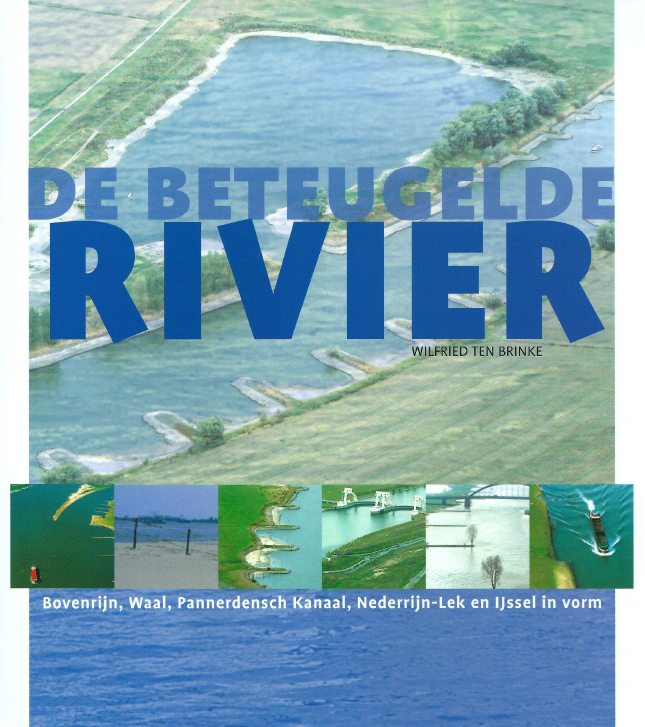 DE BETEUGELDE
RIVIER
WILFRIED TEN BRINKE
Bovenrijn, Waal, Pannerdensch Kanaal, Nederrijn-Lek en IJssel in vorm